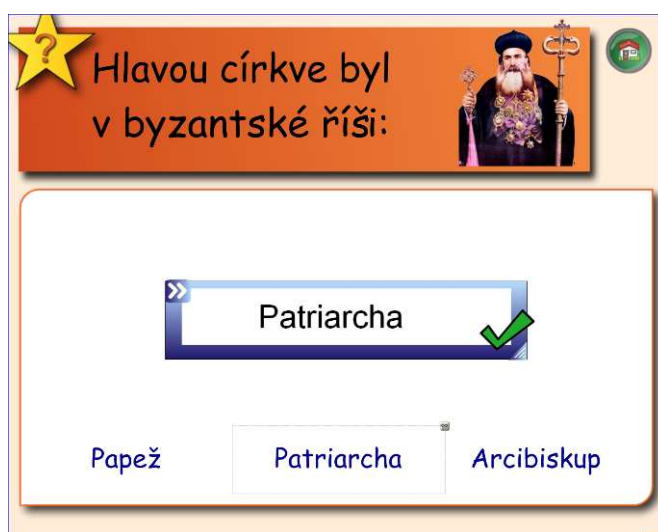 ?
Hlavou církve byl
v byzantské říši:
Patriarcha
Papež Patriarcha Arcibiskup